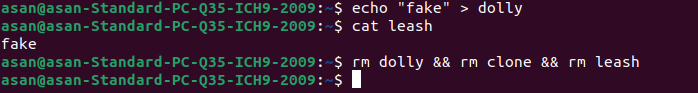 asan@asan-Standard-PC-Q35-ICH9-2009:~$ echo "fake" > dolly
asan@asan-Standard-PC-Q35-ICH9-2009:~$ cat leash
fake
asan@asan-Standard-PC-Q35-ICH9-2009:~$ rm dolly && rm clone && rm leash
asan@asan-Standard-PC-Q35-ICH9-2009:~$